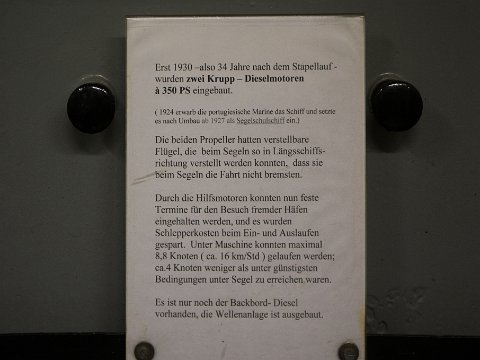 Erst 1930 –also 34 Jahre nach dem Stapellauf -
wurden zwei Krupp – Dieselmotoren
à 350 PS eingebaut.
( 1924 erwarb die portugiesische Marine das Schiff und setzte
es nach Umbau ab 1927 als Segelschulschiff ein.)
Die beiden Propeller hatten verstellbare
Flügel, die beim Segeln so in Längsschiffs-
richtung verstellt werden konnten, dass sie
beim Segeln die Fahrt nicht bremsten.
Durch die Hilfsmotoren konnten nun feste
Termine für den Besuch fremder Häfen
eingehalten werden, und es wurden
Schlepperkosten beim Ein- und Auslaufen
gespart. Unter Maschine konnten maximal
8,8 Knoten ( ca. 16 km/Std ) gelaufen werden;
ca.4 Knoten weniger als unter günstigsten
Bedingungen unter Segel zu erreichen waren.
Es ist nur noch der Backbord- Diesel
vorhanden, die Wellenanlage ist ausgebaut.